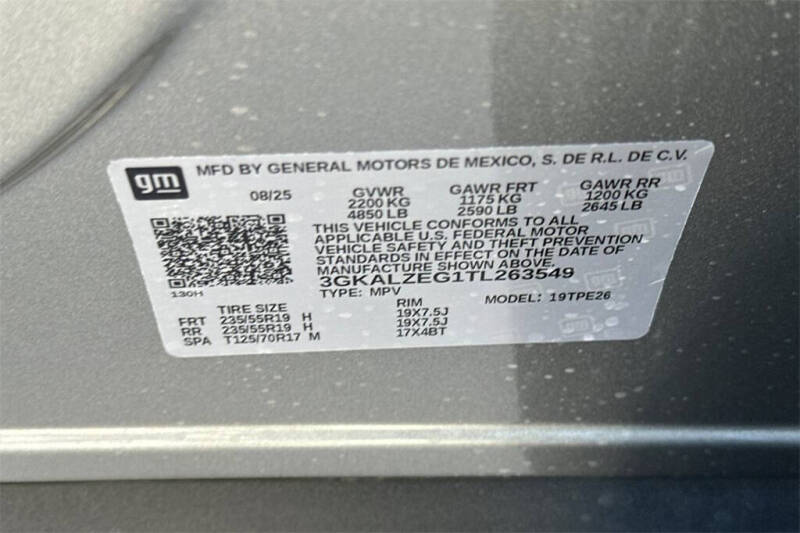 gm MFD BY GENERAL MOTORS DE MEXICO, S. DE R.L. DE C.V.
08/25 GVWR GAWR FRT GAWR RR
2200 KG 1175 KG 1200 KG
4850 LB 2590 LB 2645 LB
THIS VEHICLE CONFORMS TO ALL
APPLICABLE U.S. FEDERAL MOTOR
VEHICLE SAFETY AND THEFT PREVENTION
STANDARDS IN EFFECT ON THE DATE OF
MANUFACTURE SHOWN ABOVE.
3GKALZEG1TL263549
130H TYPE: MPV MODEL: 19TPE26
TIRE SIZE RIM
FRT 235/55R19 H 19X7.5J
RR 235/55R19 H 19X7.5J
SPA T125/70R17 M 17X4BT